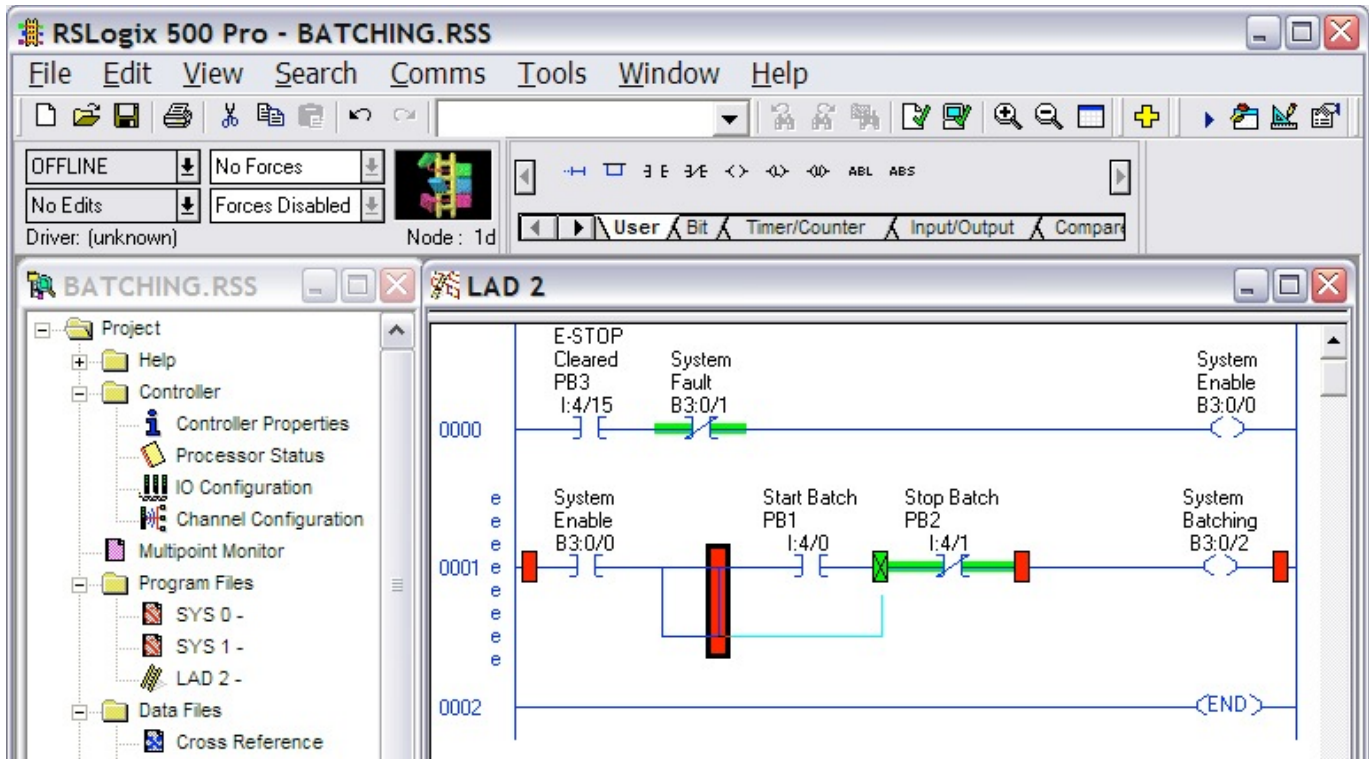 RSLogix 500 Pro - BATCHING.RSS
File Edit View Search Comms Tools Window Help
OFFLINE No Forces
No Edits Forces Disabled
Driver: (unknown) Node : 1d
ABL ABS
User Bit Timer/Counter Input/Output Compare
BATCHING.RSS
Project
Help
Controller
Controller Properties
Processor Status
IO Configuration
Channel Configuration
Multipoint Monitor
Program Files
SYS 0 -
SYS 1 -
LAD 2 -
Data Files
Cross Reference
LAD 2
E-STOP
Cleared System System
PB3 Fault Enable
I:4/15 B3:0/1 B3:0/0
0000
e System Start Batch Stop Batch System
e Enable PB1 PB2 Batching
e B3:0/0 I:4/0 I:4/1 B3:0/2
0001 e
e
e
e
e
0002 END